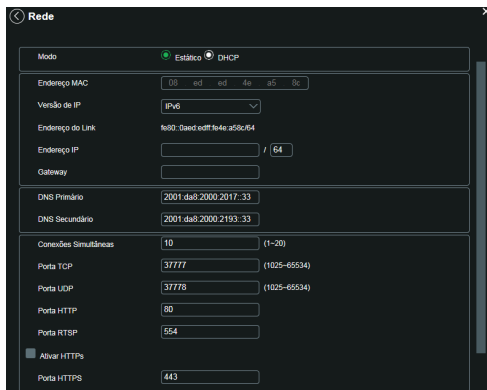 Rede
Modo Estático DHCP
Endereço MAC 08 ed ed 4e a5 8c
Versão de IP IPv6
Endereço do Link fe80::0aed:edff:fe4e:a58c/64
Endereço IP / 64
Gateway
DNS Primário 2001:da8:2000:2017::33
DNS Secundário 2001:da8:2000:2193::33
Conexões Simultâneas 10 (1~20)
Porta TCP 37777 (1025~65534)
Porta UDP 37778 (1025~65534)
Porta HTTP 80
Porta RTSP 554
Ativar HTTPs
Porta HTTPS 443